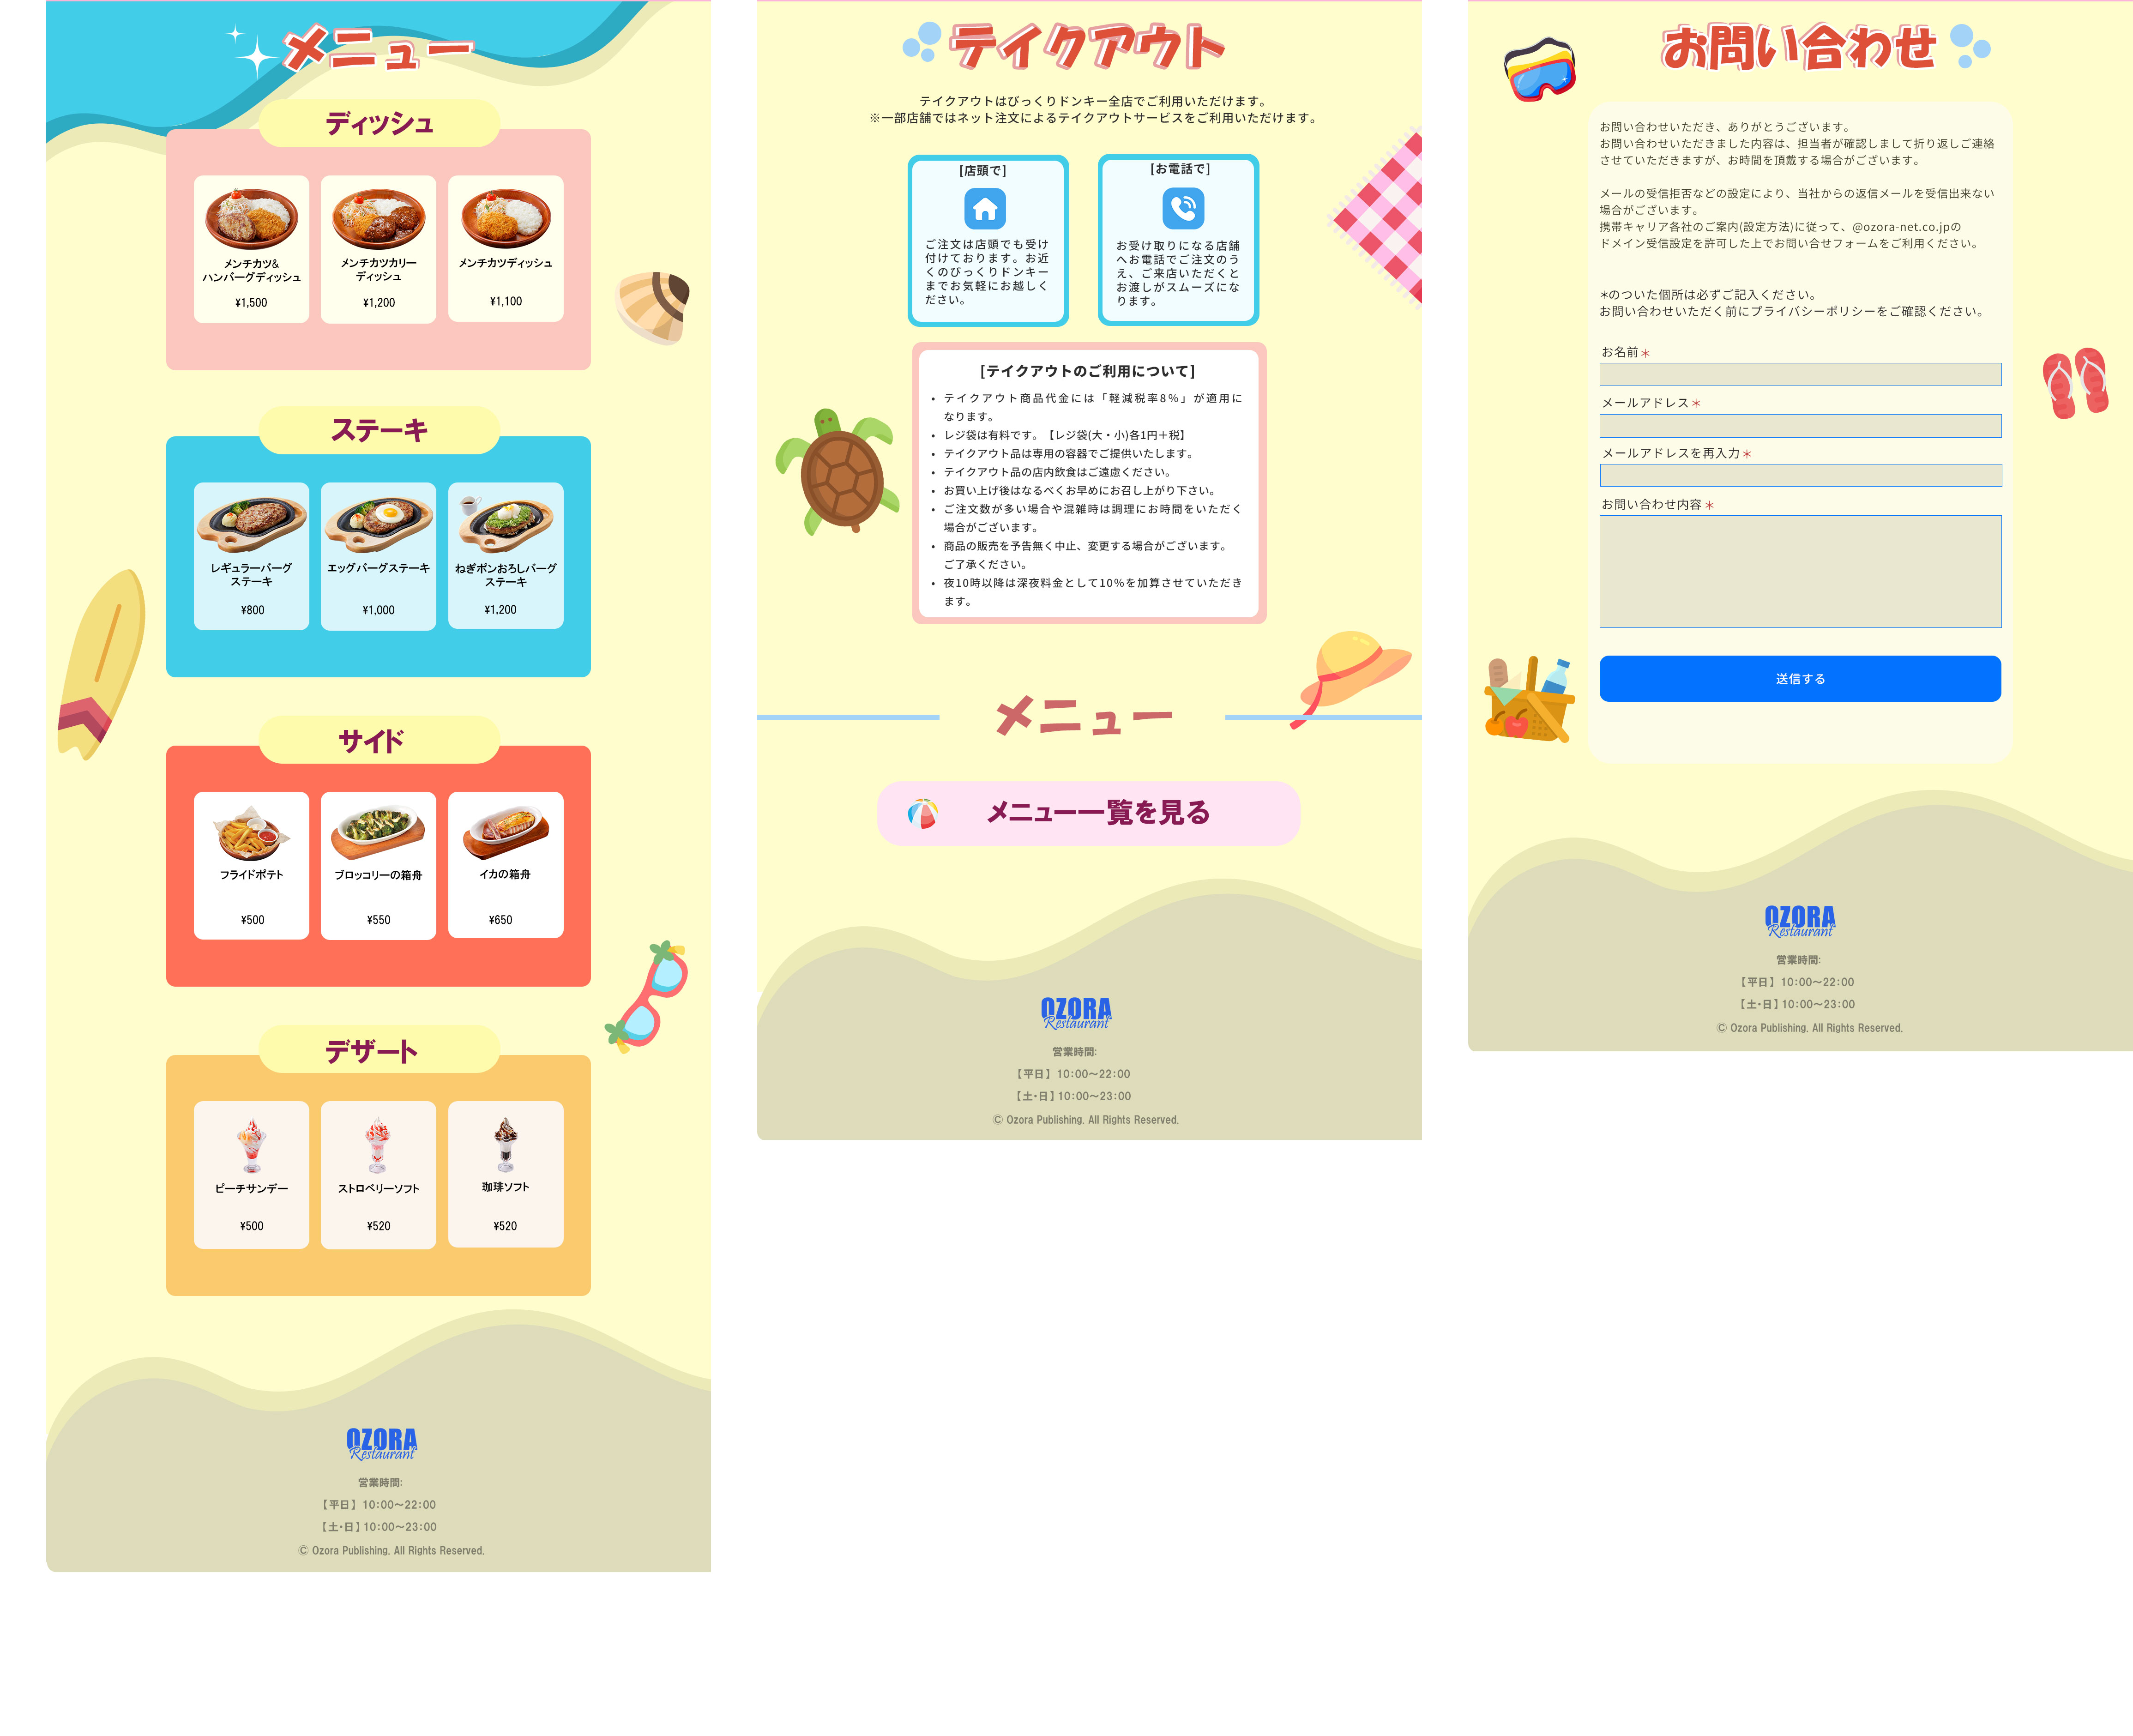 メニュー
ディッシュ
メンチカツ&
ハンバーグディッシュ
¥1,500
メンチカツカリー
ディッシュ
¥1,200
メンチカツディッシュ
¥1,100
ステーキ
レギュラーバーグ
ステーキ
¥800
エッグバーグステーキ
¥1,000
ねぎポンおろしバーグ
ステーキ
¥1,200
サイド
フライドポテト
¥500
ブロッコリーの箱舟
¥550
イカの箱舟
¥650
デザート
ピーチサンデー
¥500
ストロベリーソフト
¥520
珈琲ソフト
¥520
OZORA
Restaurant
営業時間:
【平日】10:00〜22:00
【土・日】10:00〜23:00
© Ozora Publishing. All Rights Reserved.
テイクアウト
テイクアウトはびっくりドンキー全店でご利用いただけます。
※一部店舗ではネット注文によるテイクアウトサービスをご利用いただけます。
[店頭で]
ご注文は店頭でも受け
付けております。お近
くのびっくりドンキー
までお気軽にお越しく
ださい。
[お電話で]
お受け取りになる店舗
へお電話でご注文のう
え、ご来店いただくと
お渡しがスムーズにな
ります。
[テイクアウトのご利用について]
• テイクアウト商品代金には「軽減税率8%」が適用に
なります。
• レジ袋は有料です。【レジ袋(大・小)各1円＋税】
• テイクアウト品は専用の容器でご提供いたします。
• テイクアウト品の店内飲食はご遠慮ください。
• お買い上げ後はなるべくお早めにお召し上がり下さい。
• ご注文数が多い場合や混雑時は調理にお時間をいただく
場合がございます。
• 商品の販売を予告無く中止、変更する場合がございます。
ご了承ください。
• 夜10時以降は深夜料金として10%を加算させていただき
ます。
メニュー
メニュー一覧を見る
OZORA
Restaurant
営業時間:
【平日】10:00〜22:00
【土・日】10:00〜23:00
© Ozora Publishing. All Rights Reserved.
お問い合わせ
お問い合わせいただき、ありがとうございます。
お問い合わせいただきました内容は、担当者が確認しまして折り返しご連絡
させていただきますが、お時間を頂戴する場合がございます。
メールの受信拒否などの設定により、当社からの返信メールを受信出来ない
場合がございます。
携帯キャリア各社のご案内(設定方法)に従って、@ozora-net.co.jpの
ドメイン受信設定を許可した上でお問い合せフォームをご利用ください。
*のついた個所は必ずご記入ください。
お問い合わせいただく前にプライバシーポリシーをご確認ください。
お名前*
メールアドレス*
メールアドレスを再入力*
お問い合わせ内容*
送信する
OZORA
Restaurant
営業時間:
【平日】10:00〜22:00
【土・日】10:00〜23:00
© Ozora Publishing. All Rights Reserved.